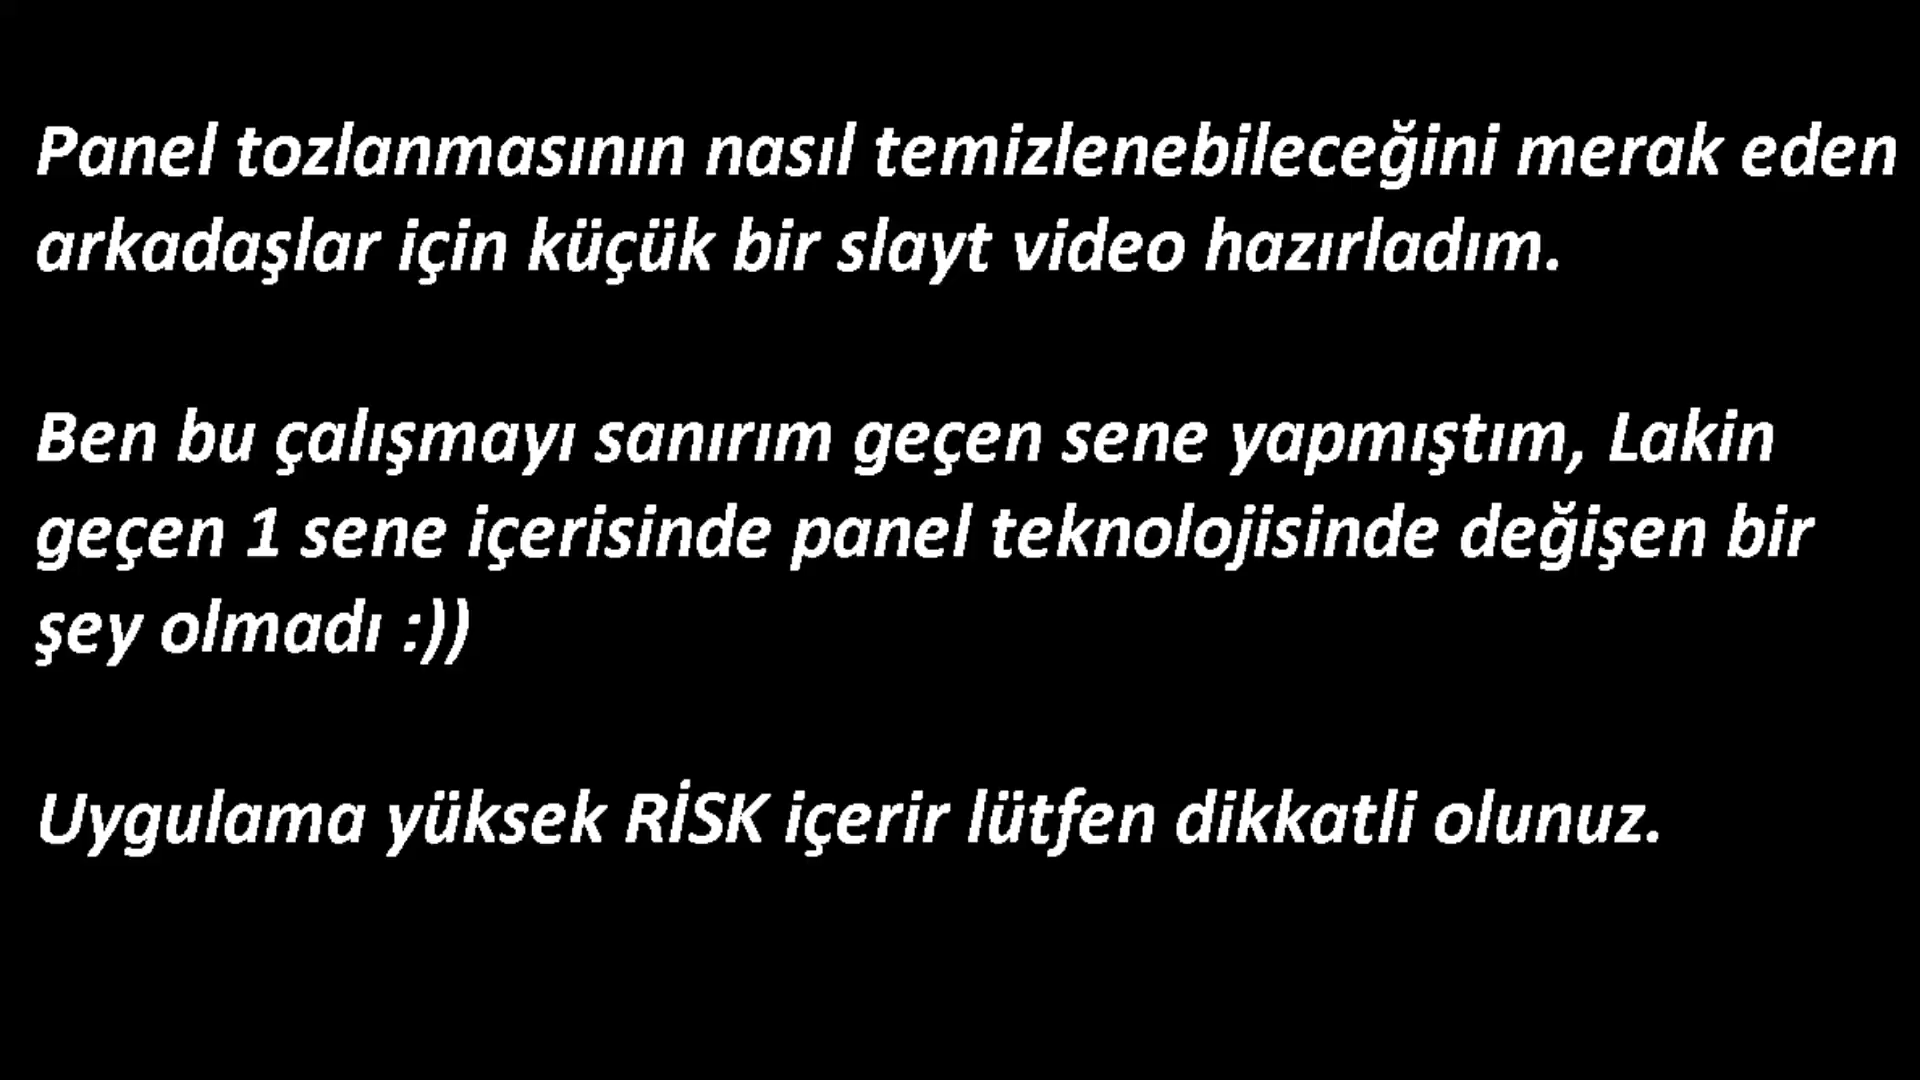 Panel tozlanmasının nasıl temizlenebileceğini merak eden
arkadaşlar için küçük bir slayt video hazırladım.
Ben bu çalışmayı sanırım geçen sene yapmıştım, Lakin
geçen 1 sene içerisinde panel teknolojisinde değişen bir
şey olmadı :))
Uygulama yüksek RİSK içerir lütfen dikkatli olunuz.